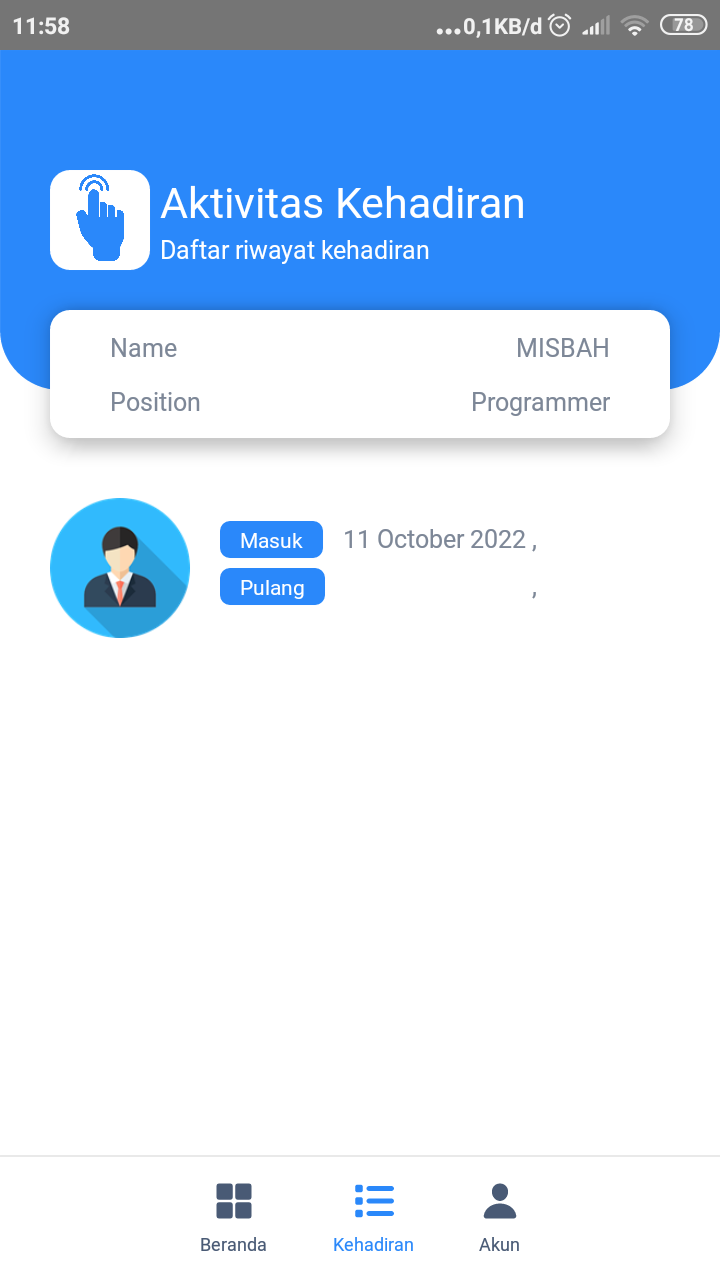 11:58 ...0,1KB/d 78
Aktivitas Kehadiran
Daftar riwayat kehadiran
Name MISBAH
Position Programmer
Masuk 11 October 2022 ,
Pulang ,
Beranda Kehadiran Akun